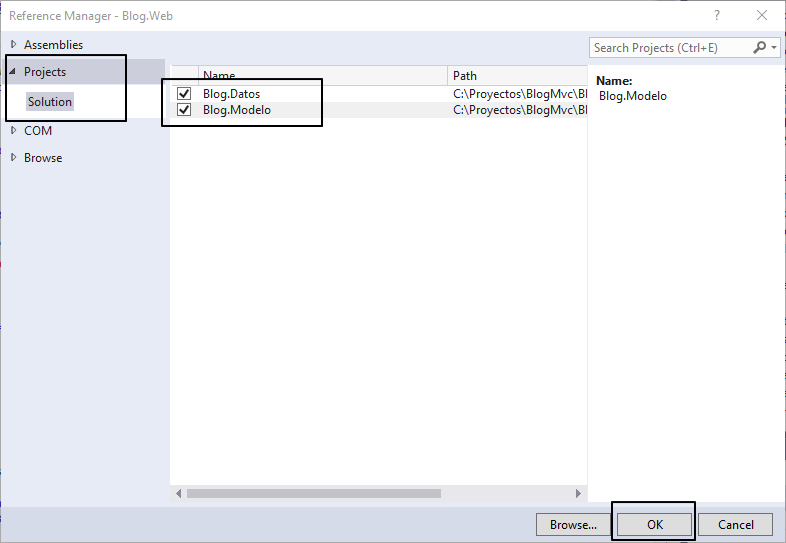 Reference Manager - Blog.Web
Assemblies
Projects
Solution
COM
Browse
Name
Path
Blog.Datos
C:\Proyectos\BlogMvc\Bl
Blog.Modelo
C:\Proyectos\BlogMvc\Bl
Search Projects (Ctrl+E)
Name:
Blog.Modelo
Browse...
OK
Cancel